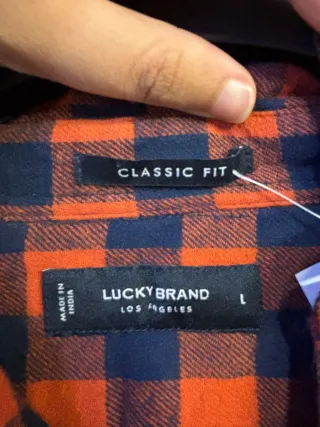 CLASSIC FIT
MADE IN
INDIA
LUCKY BRAND
LOS ANGELES
L